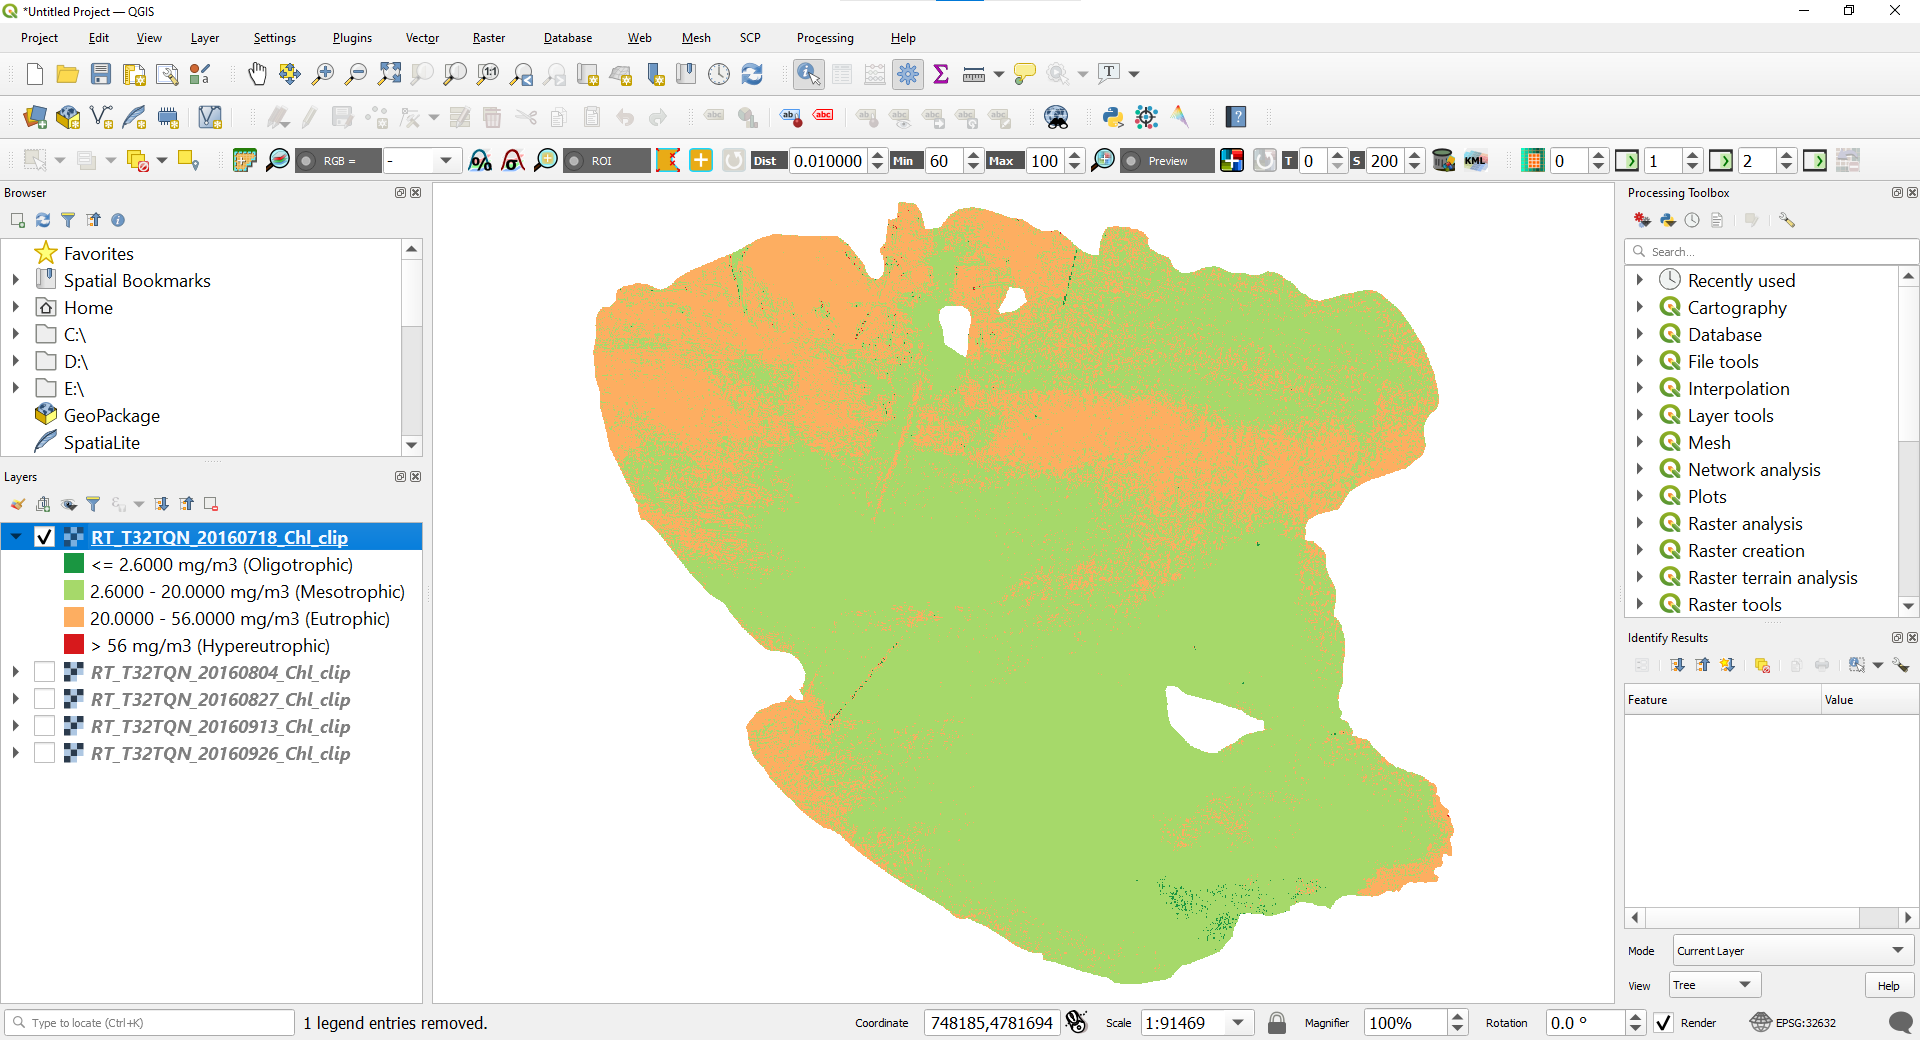 *Untitled Project — QGIS
Project Edit View Layer Settings Plugins Vector Raster Database Web Mesh SCP Processing Help
RGB = - ROI Dist 0.010000 Min 60 Max 100 Preview T 0 S 200 KML 0 1 2
Browser
Favorites
Spatial Bookmarks
Home
C:\
D:\
E:\
GeoPackage
SpatiaLite
Layers
RT_T32TQN_20160718_Chl_clip
<= 2.6000 mg/m3 (Oligotrophic)
2.6000 - 20.0000 mg/m3 (Mesotrophic)
20.0000 - 56.0000 mg/m3 (Eutrophic)
> 56 mg/m3 (Hypereutrophic)
RT_T32TQN_20160804_Chl_clip
RT_T32TQN_20160827_Chl_clip
RT_T32TQN_20160913_Chl_clip
RT_T32TQN_20160926_Chl_clip
Processing Toolbox
Search...
Recently used
Cartography
Database
File tools
Interpolation
Layer tools
Mesh
Network analysis
Plots
Raster analysis
Raster creation
Raster terrain analysis
Raster tools
Identify Results
Feature Value
Mode Current Layer
View Tree Help
Type to locate (Ctrl+K) 1 legend entries removed. Coordinate 748185,4781694 Scale 1:91469 Magnifier 100% Rotation 0.0 ° Render EPSG:32632